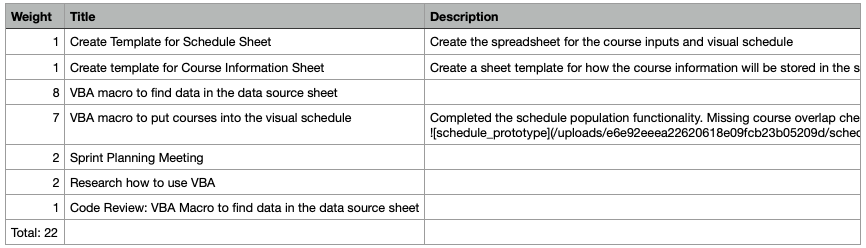 Weight Title Description
1 Create Template for Schedule Sheet Create the spreadsheet for the course inputs and visual schedule
1 Create template for Course Information Sheet Create a sheet template for how the course information will be stored in the s
8 VBA macro to find data in the data source sheet
7 VBA macro to put courses into the visual schedule Completed the schedule population functionality. Missing course overlap che
![schedule_prototype](/uploads/e6e92eeea22620618e09fcb23b05209d/sched
2 Sprint Planning Meeting
2 Research how to use VBA
1 Code Review: VBA Macro to find data in the data source sheet
Total: 22